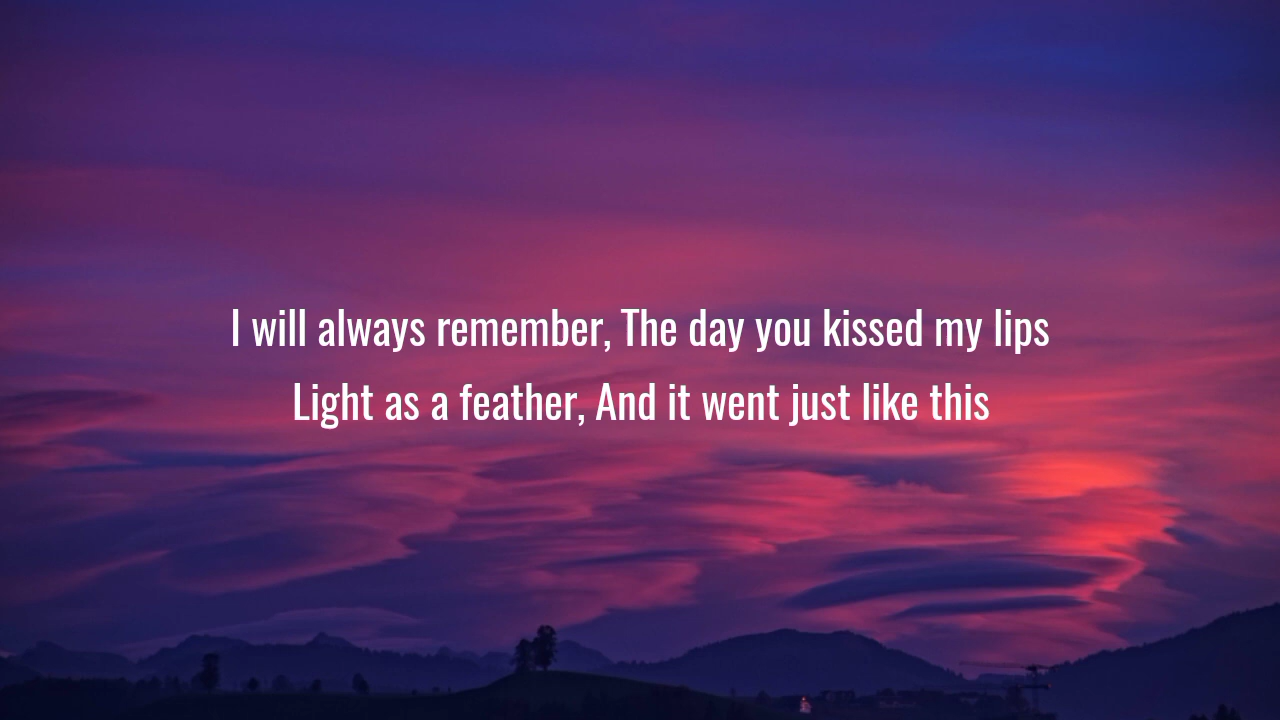 I will always remember, The day you kissed my lips
Light as a feather, And it went just like this